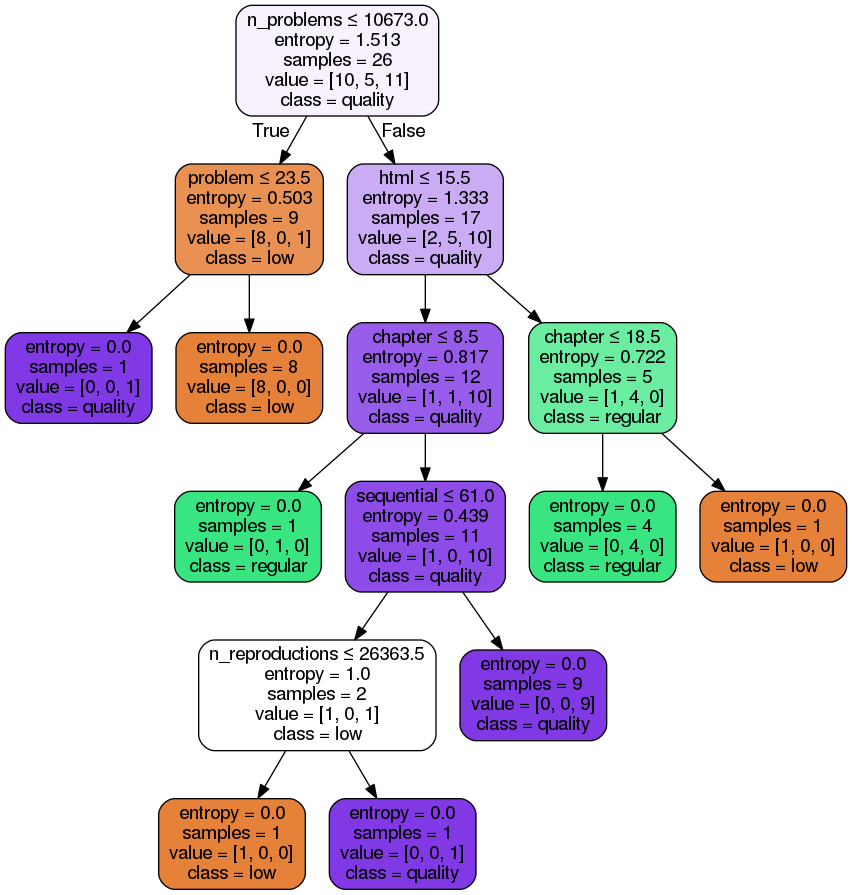 n_problems ≤ 10673.0
entropy = 1.513
samples = 26
value = [10, 5, 11]
class = quality
True
False
problem ≤ 23.5
entropy = 0.503
samples = 9
value = [8, 0, 1]
class = low
html ≤ 15.5
entropy = 1.333
samples = 17
value = [2, 5, 10]
class = quality
entropy = 0.0
samples = 1
value = [0, 0, 1]
class = quality
entropy = 0.0
samples = 8
value = [8, 0, 0]
class = low
chapter ≤ 8.5
entropy = 0.817
samples = 12
value = [1, 1, 10]
class = quality
chapter ≤ 18.5
entropy = 0.722
samples = 5
value = [1, 4, 0]
class = regular
entropy = 0.0
samples = 1
value = [0, 1, 0]
class = regular
sequential ≤ 61.0
entropy = 0.439
samples = 11
value = [1, 0, 10]
class = quality
entropy = 0.0
samples = 4
value = [0, 4, 0]
class = regular
entropy = 0.0
samples = 1
value = [1, 0, 0]
class = low
n_reproductions ≤ 26363.5
entropy = 1.0
samples = 2
value = [1, 0, 1]
class = low
entropy = 0.0
samples = 9
value = [0, 0, 9]
class = quality
entropy = 0.0
samples = 1
value = [1, 0, 0]
class = low
entropy = 0.0
samples = 1
value = [0, 0, 1]
class = quality